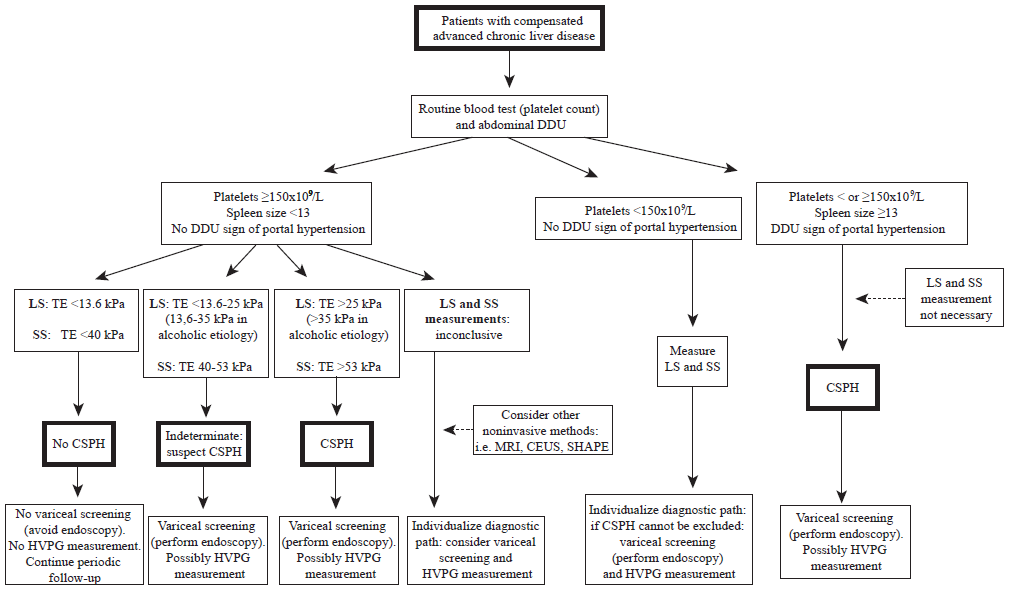 Patients with compensated
advanced chronic liver disease
Routine blood test (platelet count)
and abdominal DDU
Platelets ≥150x10⁹/L
Spleen size <13
No DDU sign of portal hypertension
Platelets <150x10⁹/L
No DDU sign of portal hypertension
Platelets < or ≥150x10⁹/L
Spleen size ≥13
DDU sign of portal hypertension
LS: TE <13.6 kPa
SS: TE <40 kPa
LS: TE <13.6-25 kPa
(13,6-35 kPa in
alcoholic etiology)
SS: TE 40-53 kPa
LS: TE >25 kPa
(>35 kPa in
alcoholic etiology)
SS: TE >53 kPa
LS and SS
measurements:
inconclusive
LS and SS
measurement
not necessary
Measure
LS and SS
CSPH
Consider other
noninvasive methods:
i.e. MRI, CEUS, SHAPE
No CSPH
Indeterminate:
suspect CSPH
CSPH
No variceal screening
(avoid endoscopy).
No HVPG measurement.
Continue periodic
follow-up
Variceal screening
(perform endoscopy).
Possibly HVPG
measurement
Variceal screening
(perform endoscopy).
Possibly HVPG
measurement
Individualize diagnostic
path: consider variceal
screening and
HVPG measurement
Individualize diagnostic path:
if CSPH cannot be excluded:
variceal screening
(perform endoscopy)
and HVPG measurement
Variceal screening
(perform endoscopy).
Possibly HVPG
measurement